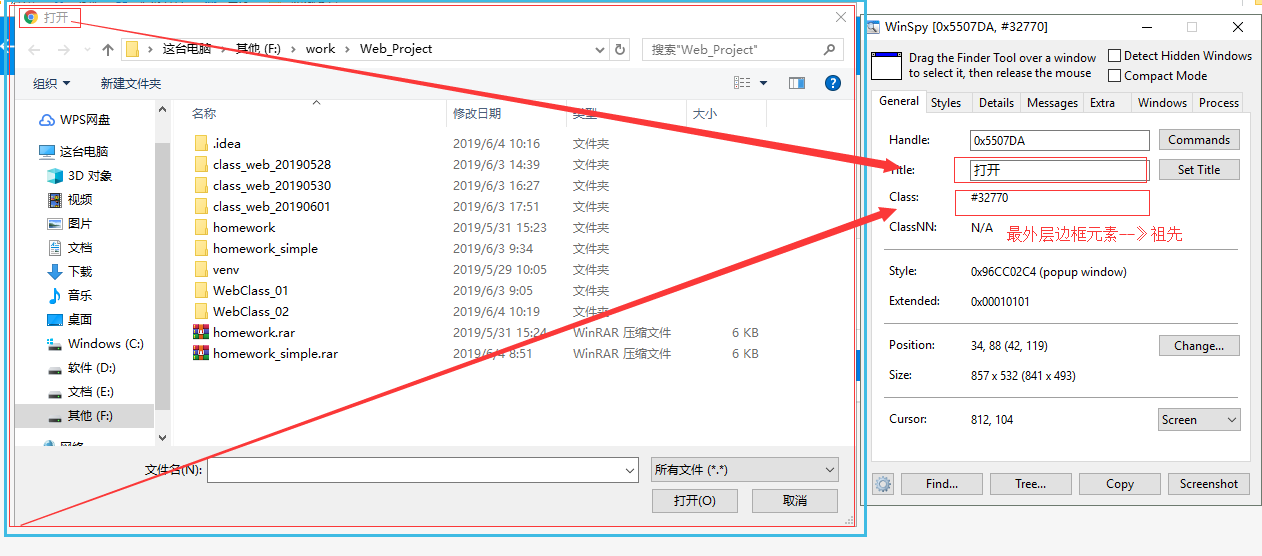 打开
这台电脑 > 其他 (F:) > work > Web_Project
搜索"Web_Project"
组织
新建文件夹
名称
修改日期
类型
大小
WPS网盘
这台电脑
3D 对象
视频
图片
文档
下载
音乐
桌面
Windows (C:)
软件 (D:)
文档 (E:)
其他 (F:)
网络
.idea 2019/6/4 10:16 文件夹
class_web_20190528 2019/6/3 14:39 文件夹
class_web_20190530 2019/6/3 16:27 文件夹
class_web_20190601 2019/6/3 17:51 文件夹
homework 2019/5/31 15:23 文件夹
homework_simple 2019/6/3 9:34 文件夹
venv 2019/5/29 10:05 文件夹
WebClass_01 2019/6/3 9:05 文件夹
WebClass_02 2019/6/4 10:19 文件夹
homework.rar 2019/5/31 15:24 WinRAR 压缩文件 6 KB
homework_simple.rar 2019/6/4 8:51 WinRAR 压缩文件 6 KB
文件名(N):
所有文件 (*.*)
打开(O)
取消
WinSpy [0x5507DA, #32770]
Drag the Finder Tool over a window
to select it, then release the mouse
Detect Hidden Windows
Compact Mode
General Styles Details Messages Extra Windows Process
Handle: 0x5507DA Commands
Title: 打开 Set Title
Class: #32770
ClassNN: N/A
最外层边框元素--》祖先
Style: 0x96CC02C4 (popup window)
Extended: 0x00010101
Position: 34, 88 (42, 119) Change...
Size: 857 x 532 (841 x 493)
Cursor: 812, 104 Screen
Find... Tree... Copy Screenshot